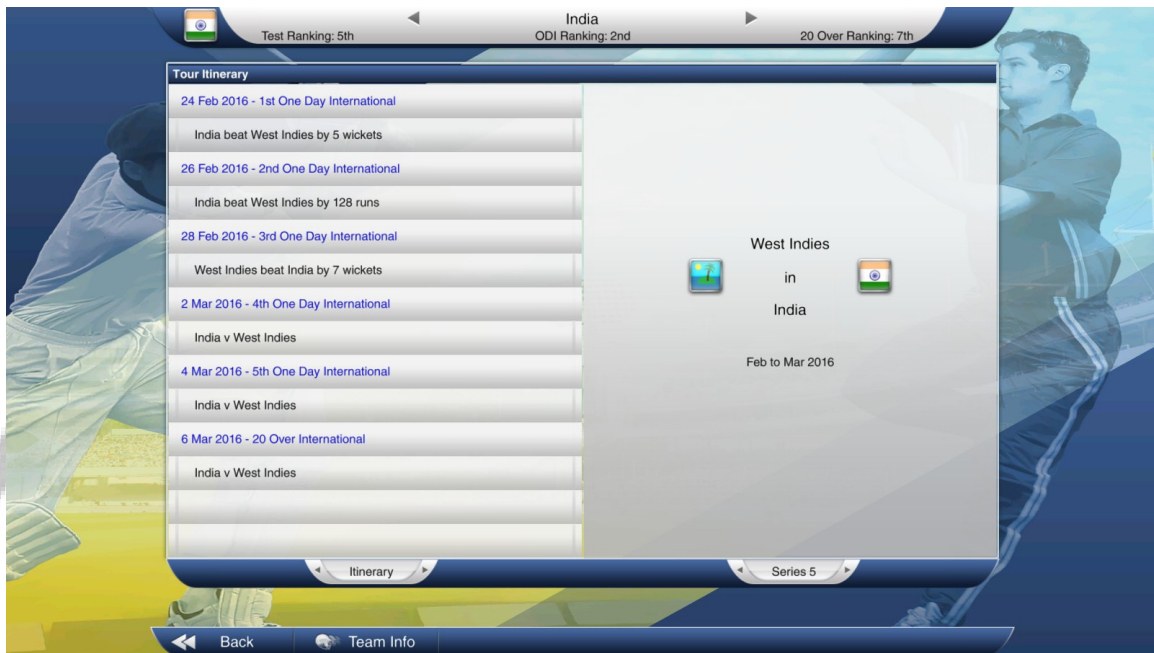 India
Test Ranking: 5th
ODI Ranking: 2nd
20 Over Ranking: 7th
Tour Itinerary
24 Feb 2016 - 1st One Day International
India beat West Indies by 5 wickets
26 Feb 2016 - 2nd One Day International
India beat West Indies by 128 runs
28 Feb 2016 - 3rd One Day International
West Indies beat India by 7 wickets
2 Mar 2016 - 4th One Day International
India v West Indies
4 Mar 2016 - 5th One Day International
India v West Indies
6 Mar 2016 - 20 Over International
India v West Indies
West Indies
in
India
Feb to Mar 2016
Itinerary
Series 5
Back
Team Info